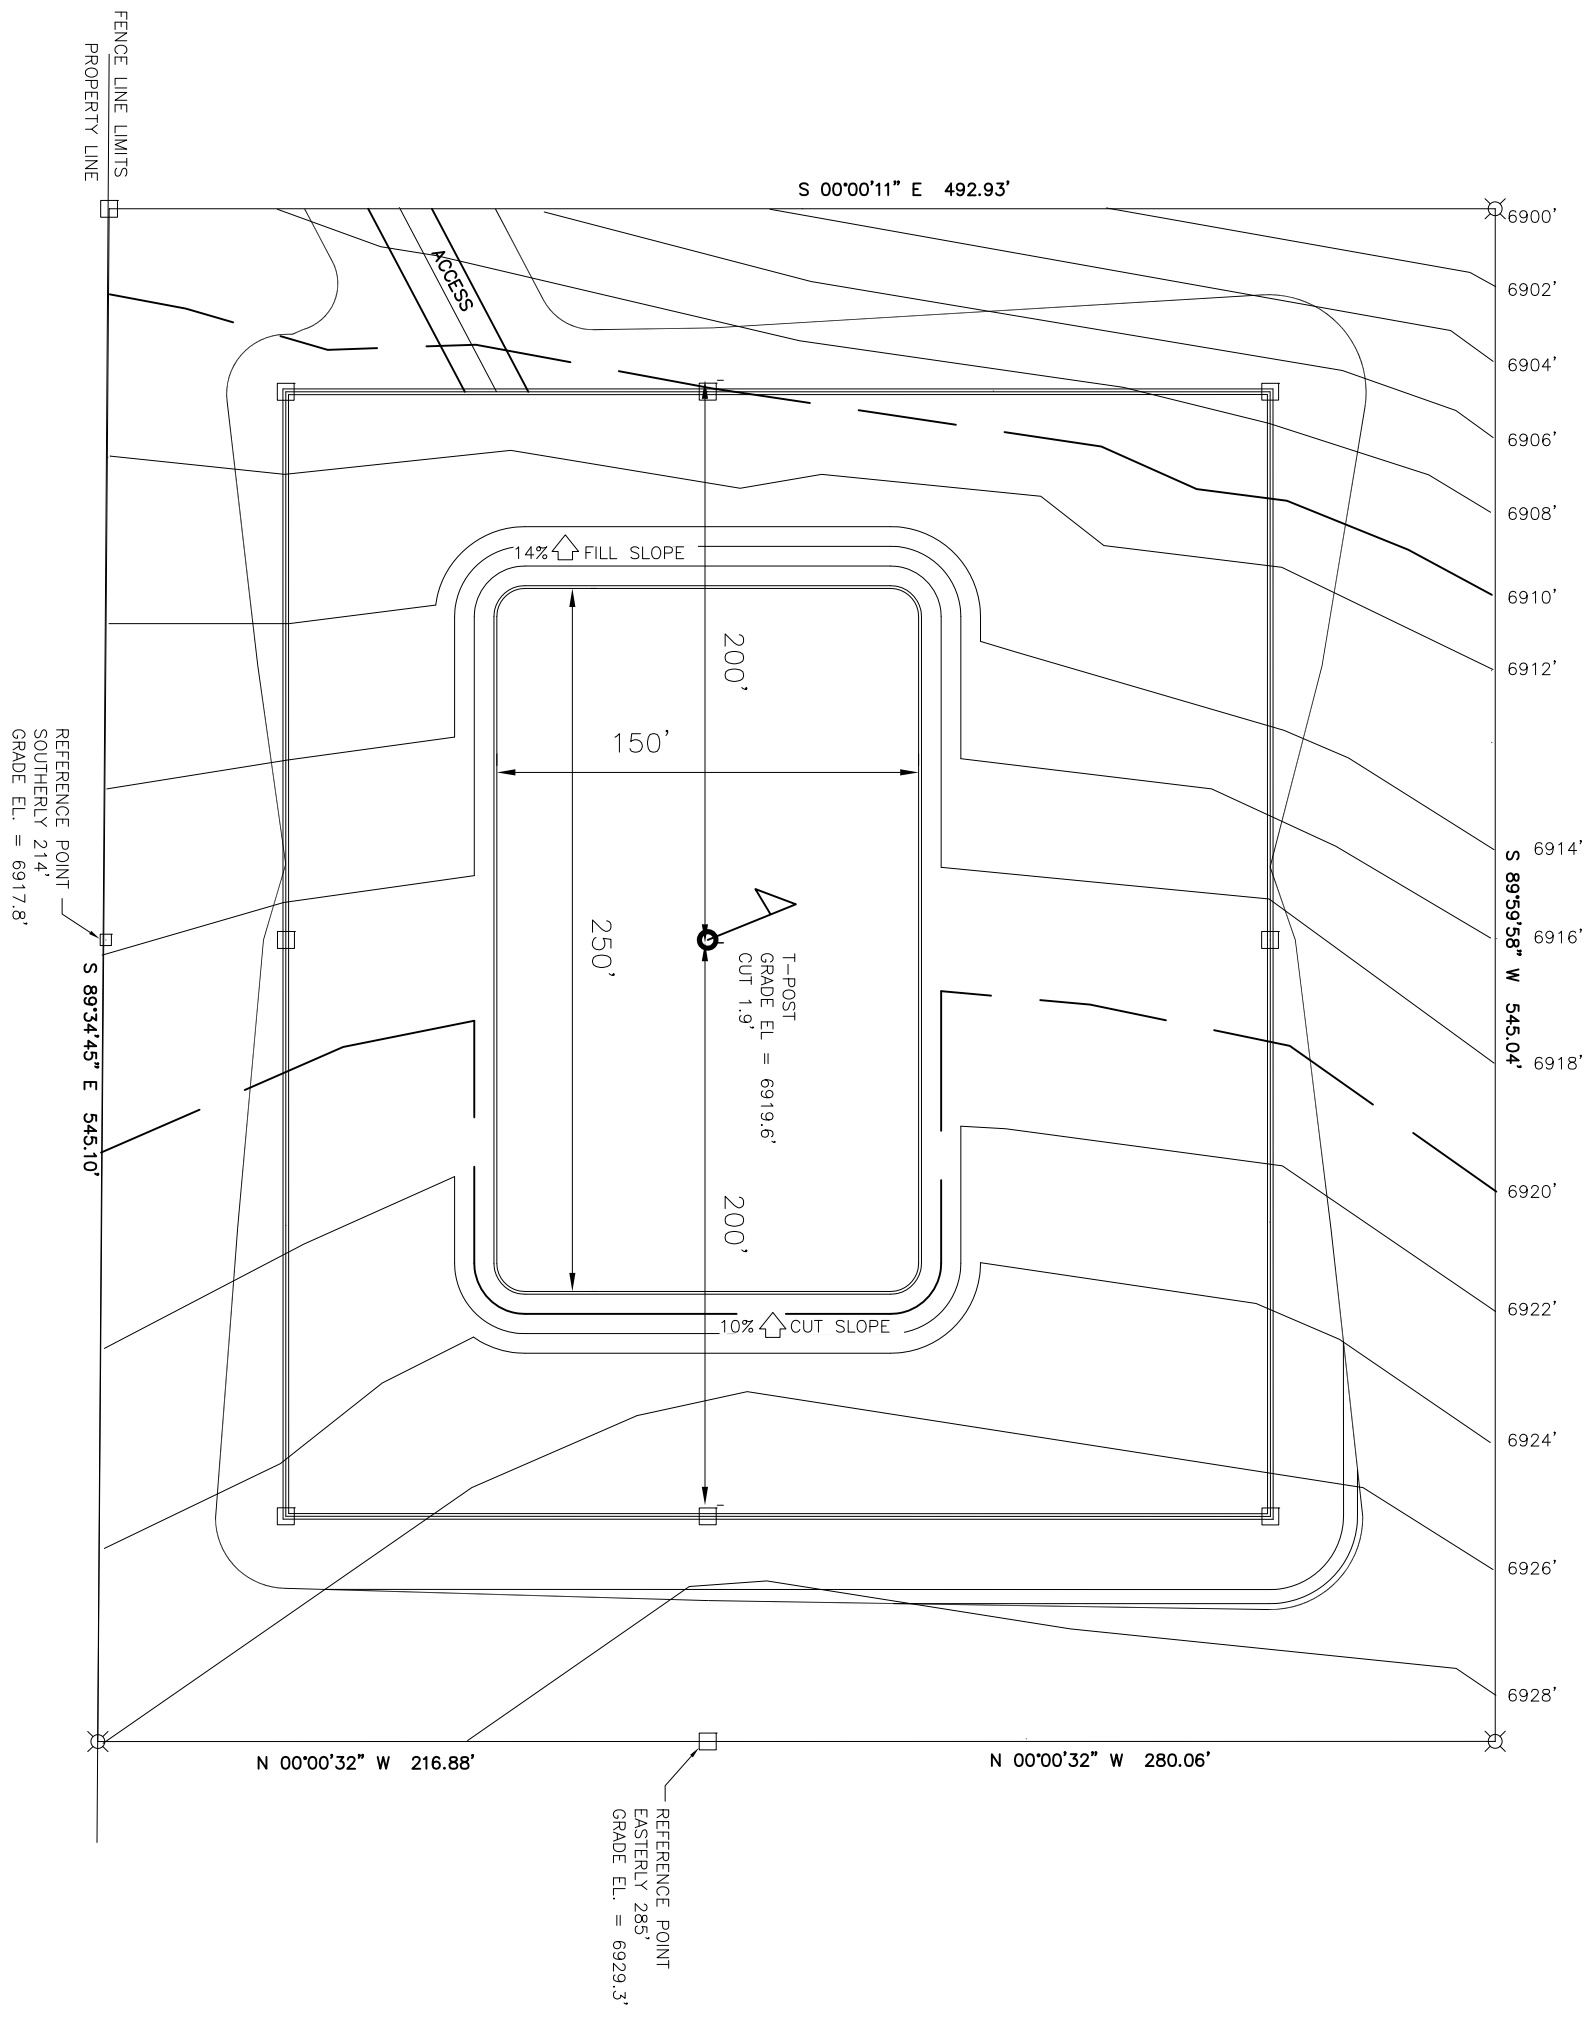 FENCE LINE LIMITS
PROPERTY LINE
S 00°00'11" E 492.93'
6900'
6902'
6904'
6906'
6908'
6910'
6912'
6914'
6916'
6918'
6920'
6922'
6924'
6926'
6928'
S 89°59'58" W 545.04'
ACCESS
14% FILL SLOPE
200'
150'
250'
T-POST
GRADE EL = 6919.6'
CUT 1.9'
200'
10% CUT SLOPE
REFERENCE POINT
SOUTHERLY 214'
GRADE EL. = 6917.8'
S 89°34'45" E 545.10'
N 00°00'32" W 216.88'
N 00°00'32" W 280.06'
REFERENCE POINT
EASTERLY 285'
GRADE EL. = 6929.3'